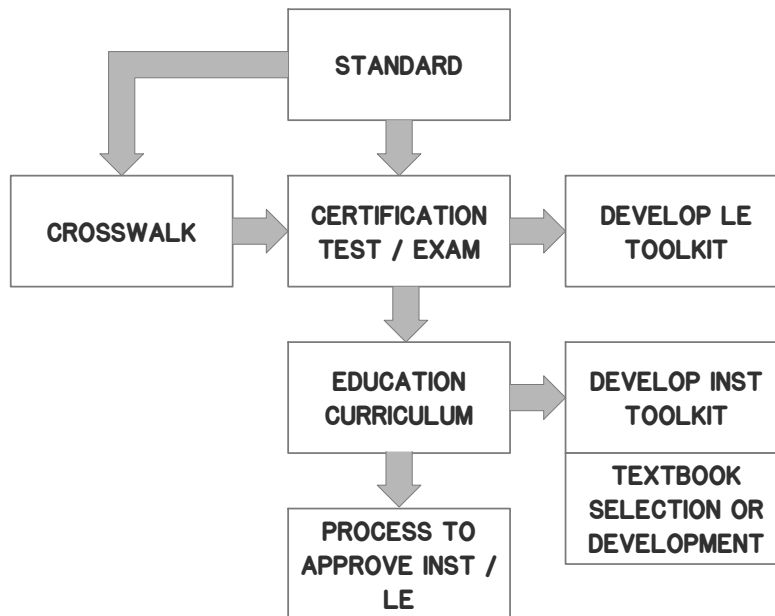 STANDARD
CROSSWALK
CERTIFICATION
TEST / EXAM
DEVELOP LE
TOOLKIT
EDUCATION
CURRICULUM
DEVELOP INST
TOOLKIT
TEXTBOOK
SELECTION OR
DEVELOPMENT
PROCESS TO
APPROVE INST /
LE